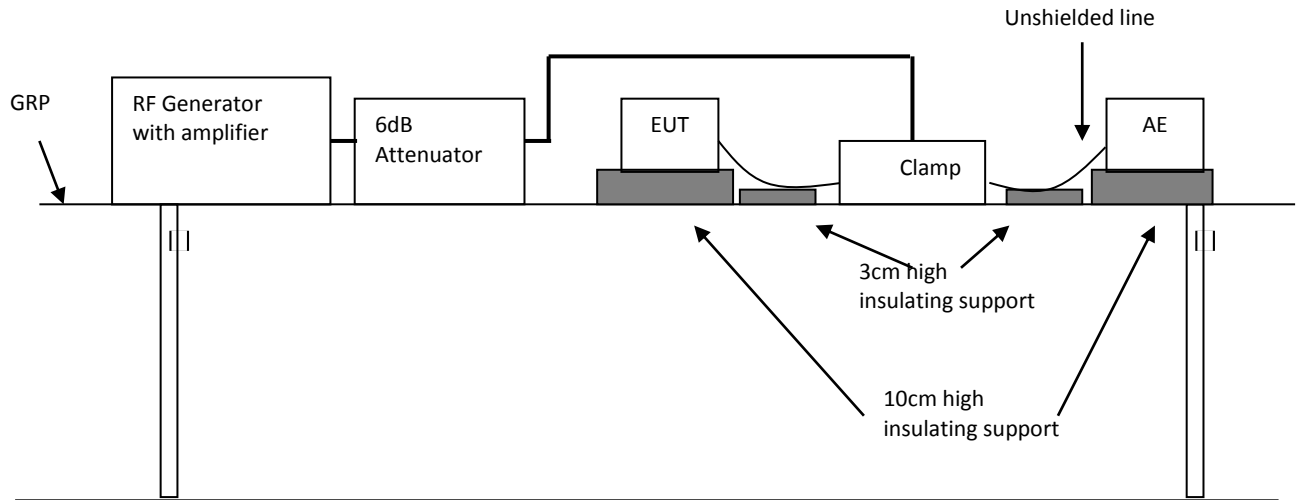 Unshielded line
GRP
RF Generator
with amplifier
6dB
Attenuator
EUT
Clamp
AE
3cm high
insulating support
10cm high
insulating support